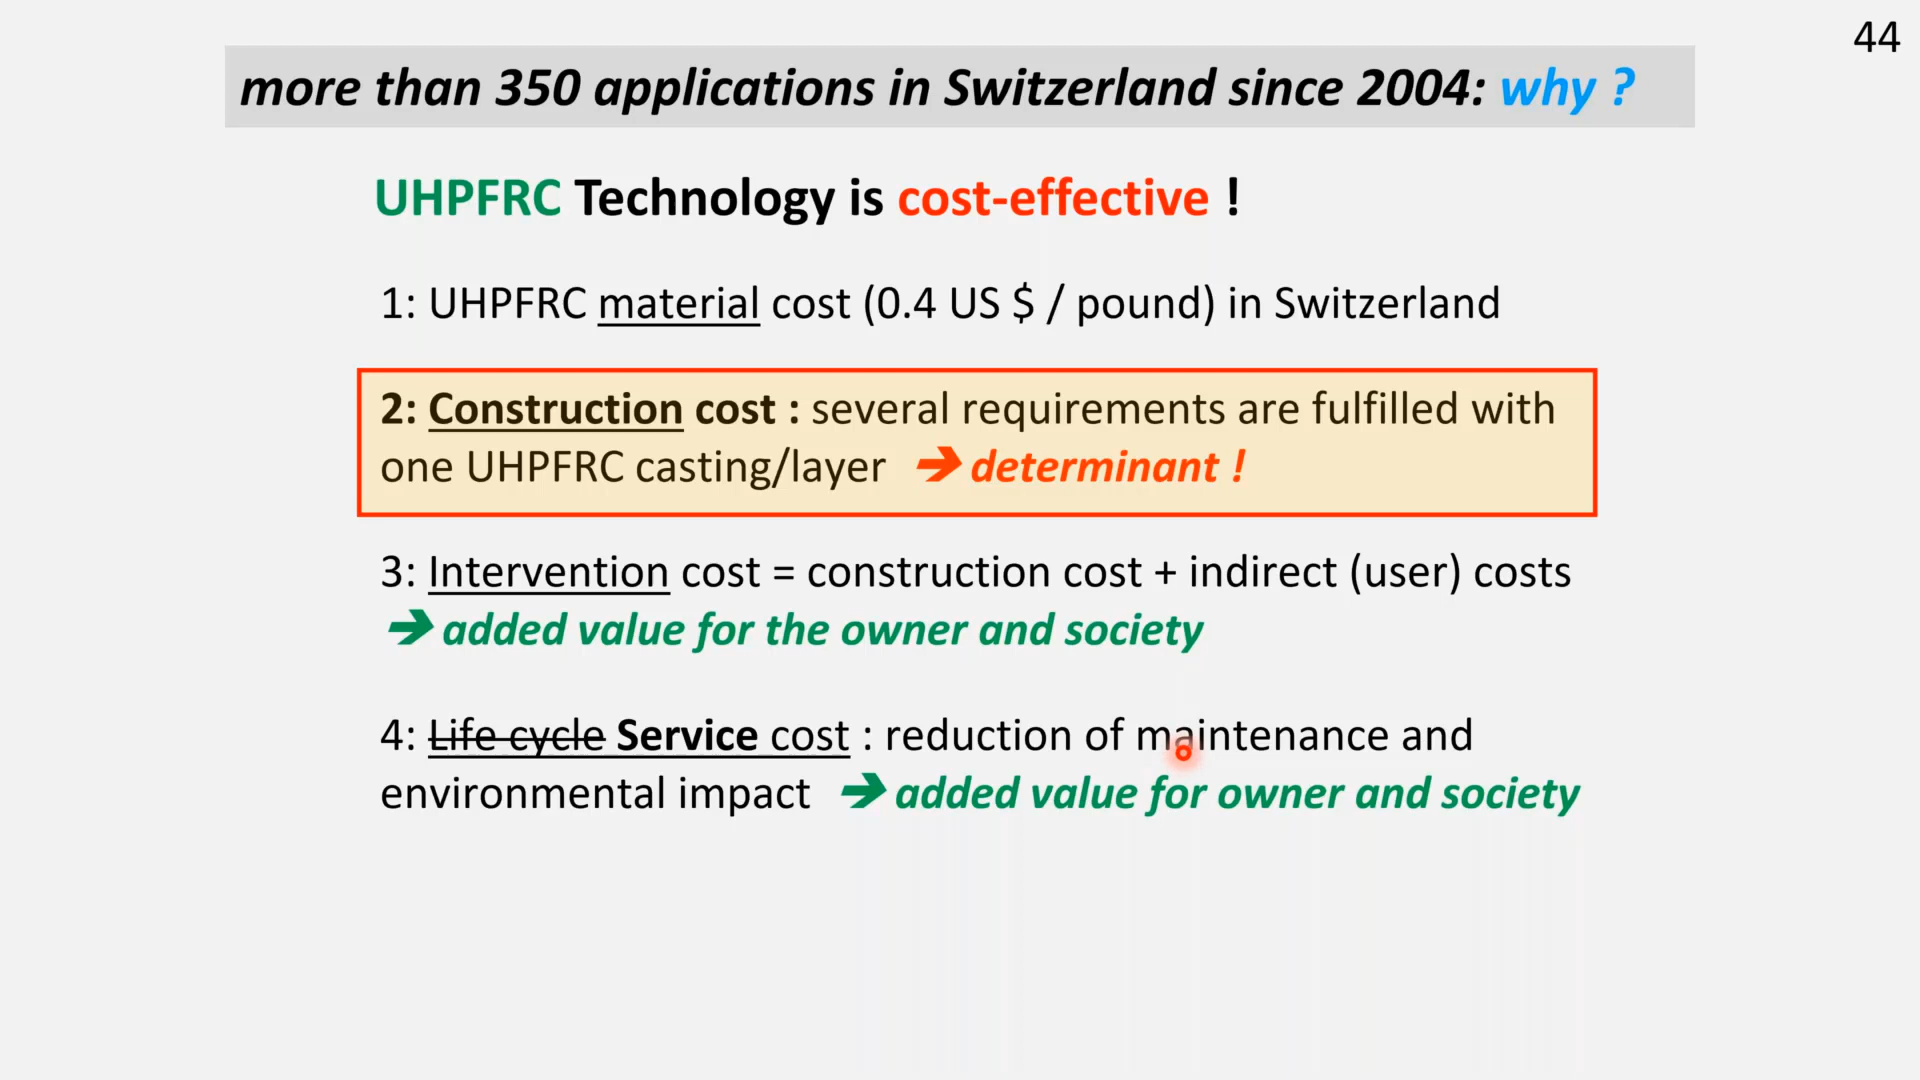 44
more than 350 applications in Switzerland since 2004: why ?
UHPFRC Technology is cost-effective !
1: UHPFRC material cost (0.4 US $ / pound) in Switzerland
2: Construction cost : several requirements are fulfilled with
one UHPFRC casting/layer ➔ determinant !
3: Intervention cost = construction cost + indirect (user) costs
➔ added value for the owner and society
4: Life cycle Service cost : reduction of maintenance and
environmental impact ➔ added value for owner and society